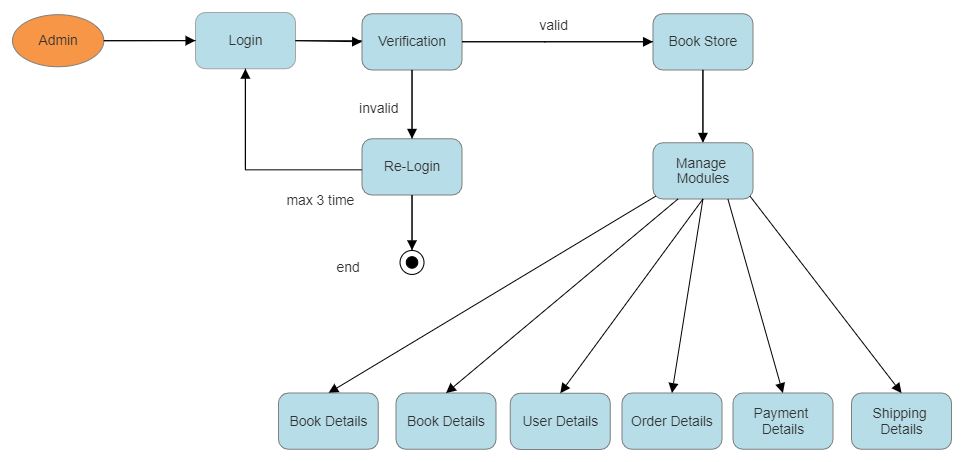 Admin
Login
Verification
valid
Book Store
invalid
Re-Login
Manage
Modules
max 3 time
end
Book Details
Book Details
User Details
Order Details
Payment
Details
Shipping
Details